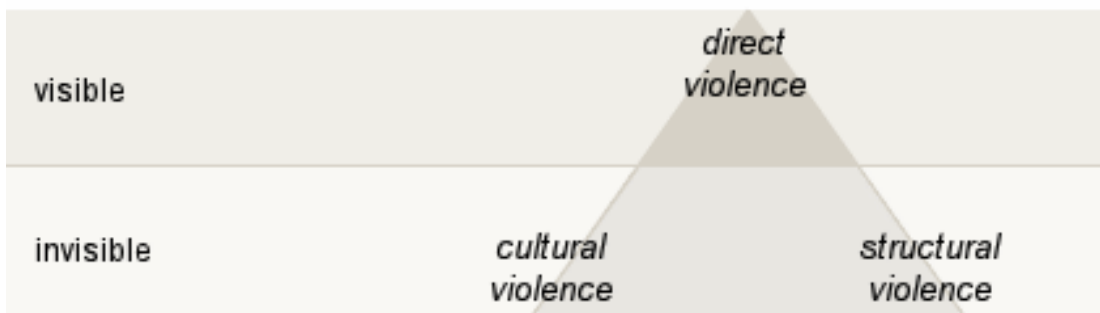 direct
violence
visible
invisible
cultural
violence
structural
violence